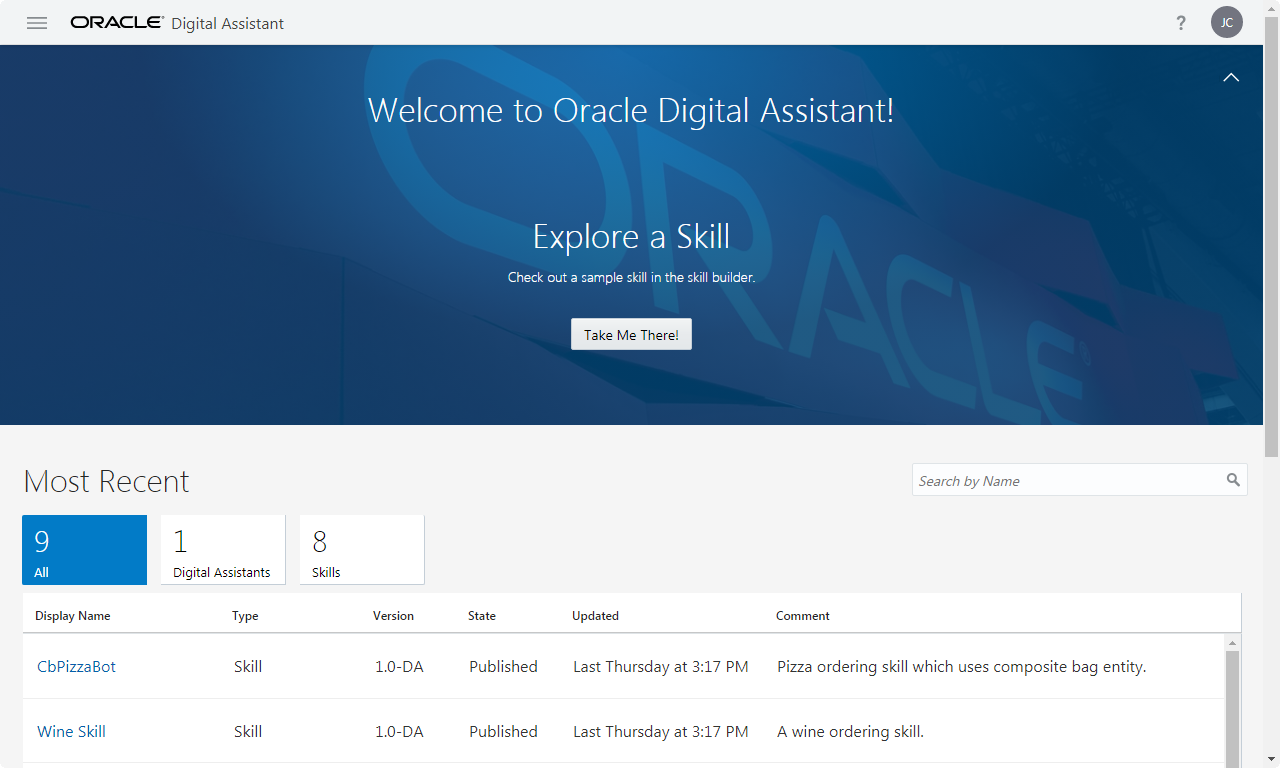 ORACLE® Digital Assistant
?
JC
Welcome to Oracle Digital Assistant!
Explore a Skill
Check out a sample skill in the skill builder.
Take Me There!
ORACLE®
Most Recent
Search by Name
9
All
1
Digital Assistants
8
Skills
Display Name Type Version State Updated Comment
CbPizzaBot Skill 1.0-DA Published Last Thursday at 3:17 PM Pizza ordering skill which uses composite bag entity.
Wine Skill Skill 1.0-DA Published Last Thursday at 3:17 PM A wine ordering skill.